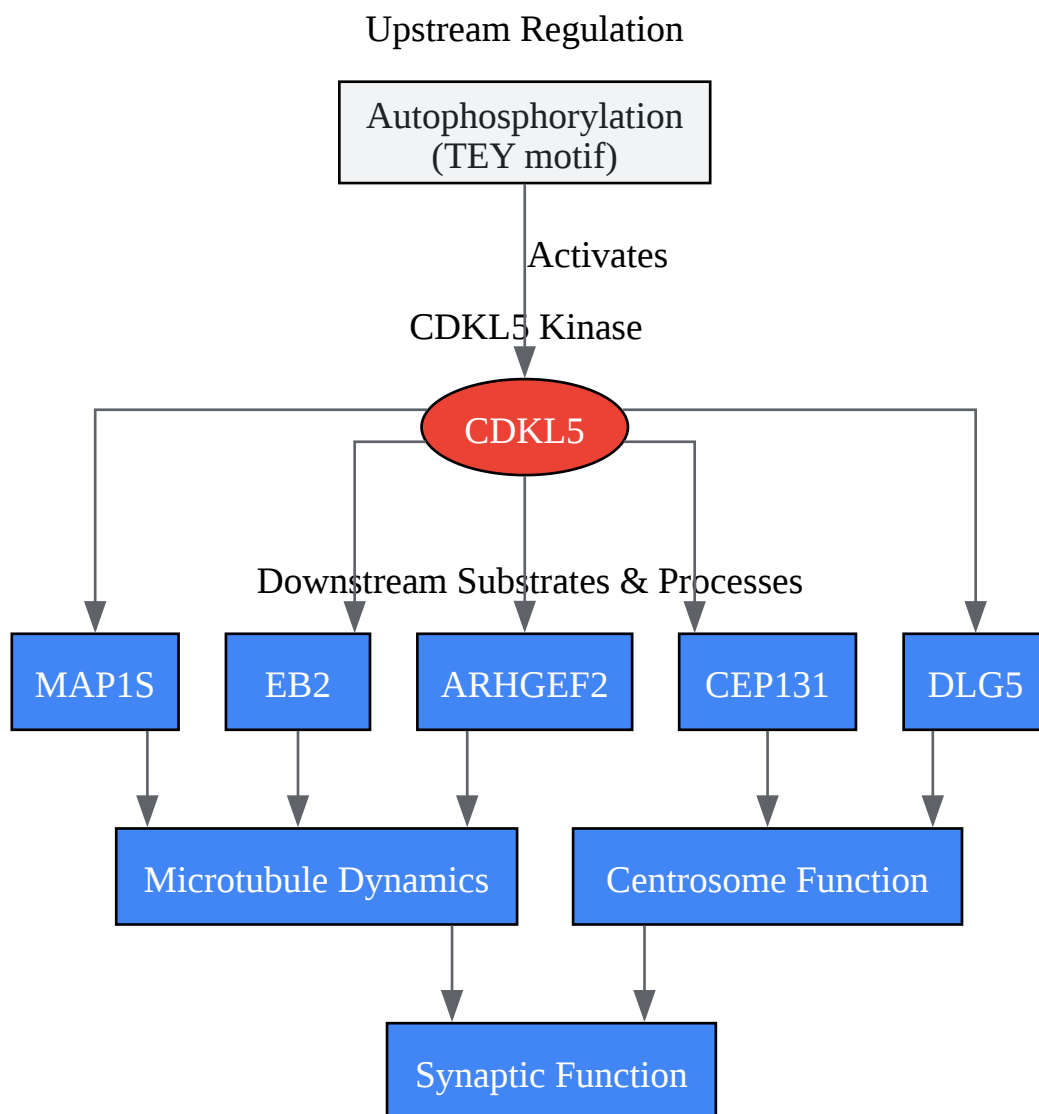 Upstream Regulation
Autophosphorylation
(TEY motif)
Activates
CDKL5 Kinase
CDKL5
Downstream Substrates & Processes
MAP1S
EB2
ARHGEF2
CEP131
DLG5
Microtubule Dynamics
Centrosome Function
Synaptic Function